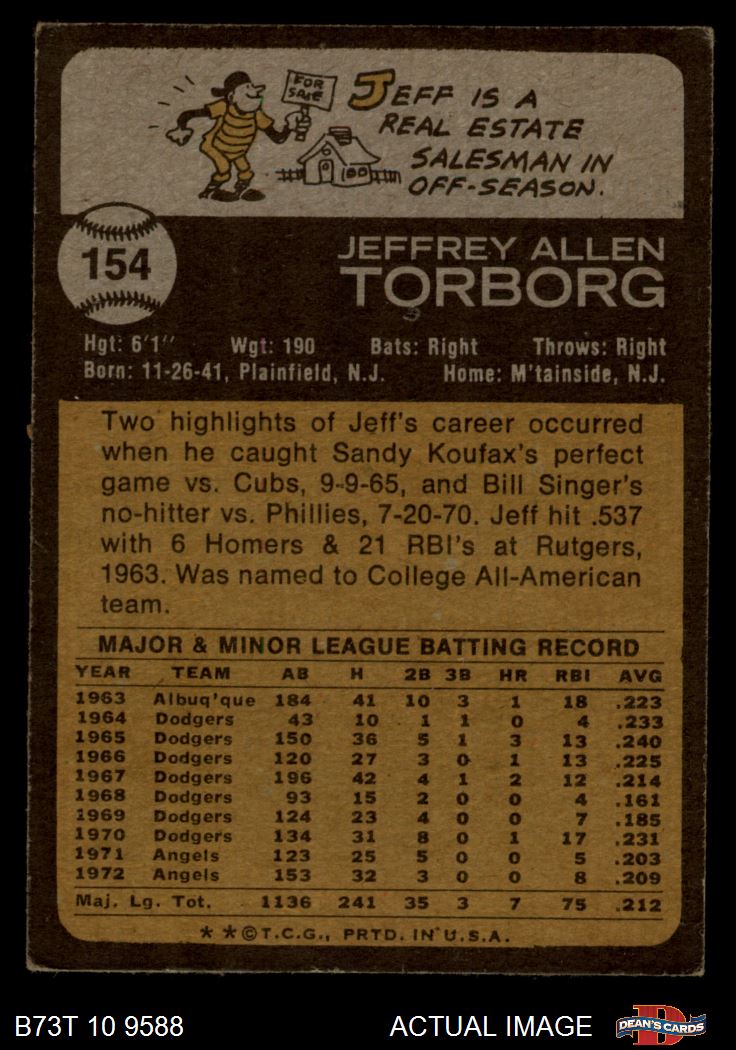 FOR
SALE
JEFF IS A
REAL ESTATE
SALESMAN IN
OFF-SEASON.
154
JEFFREY ALLEN
TORBORG
Hgt: 6'1" Wgt: 190 Bats: Right Throws: Right
Born: 11-26-41, Plainfield, N.J. Home: M'tainside, N.J.
Two highlights of Jeff's career occurred
when he caught Sandy Koufax's perfect
game vs. Cubs, 9-9-65, and Bill Singer's
no-hitter vs. Phillies, 7-20-70. Jeff hit .537
with 6 Homers & 21 RBI's at Rutgers,
1963. Was named to College All-American
team.
MAJOR & MINOR LEAGUE BATTING RECORD
YEAR TEAM AB H 2B 3B HR RBI AVG
1963 Albuq'que 184 41 10 3 1 18 .223
1964 Dodgers 43 10 1 1 0 4 .233
1965 Dodgers 150 36 5 1 3 13 .240
1966 Dodgers 120 27 3 0 1 13 .225
1967 Dodgers 196 42 4 1 2 12 .214
1968 Dodgers 93 15 2 0 0 4 .161
1969 Dodgers 124 23 4 0 0 7 .185
1970 Dodgers 134 31 8 0 1 17 .231
1971 Angels 123 25 5 0 0 5 .203
1972 Angels 153 32 3 0 0 8 .209
Maj. Lg. Tot. 1136 241 35 3 7 75 .212
* *©T.C.G., PRTD. IN U.S.A.
B73T 10 9588 ACTUAL IMAGE D DEAN'S CARDS